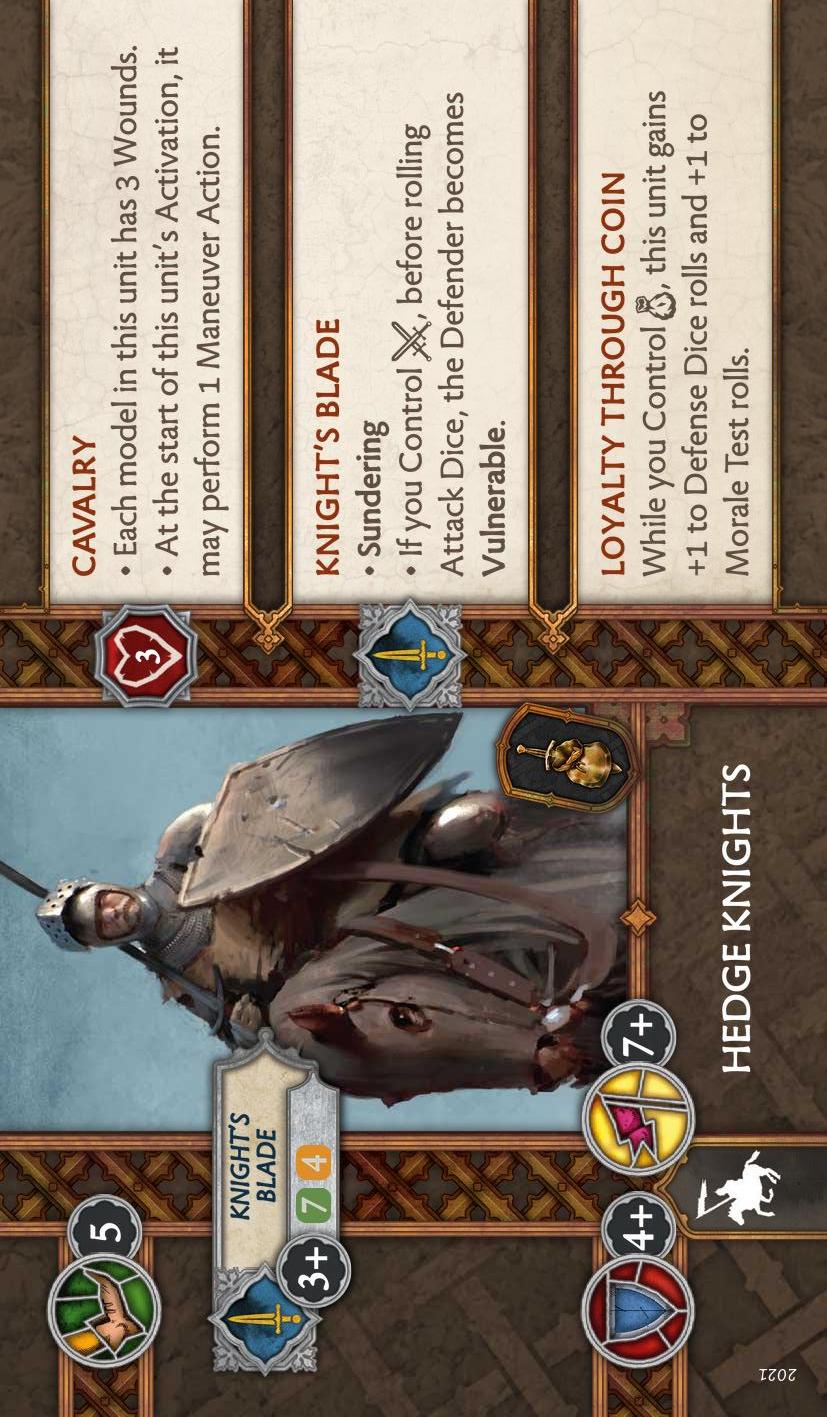 5
KNIGHT'S
BLADE
3+
7 4
4+
7+
HEDGE KNIGHTS
2021
3
CAVALRY
• Each model in this unit has 3 Wounds.
• At the start of this unit's Activation, it
may perform 1 Maneuver Action.
KNIGHT'S BLADE
• Sundering
• If you Control , before rolling
Attack Dice, the Defender becomes
Vulnerable.
LOYALTY THROUGH COIN
While you Control , this unit gains
+1 to Defense Dice rolls and +1 to
Morale Test rolls.